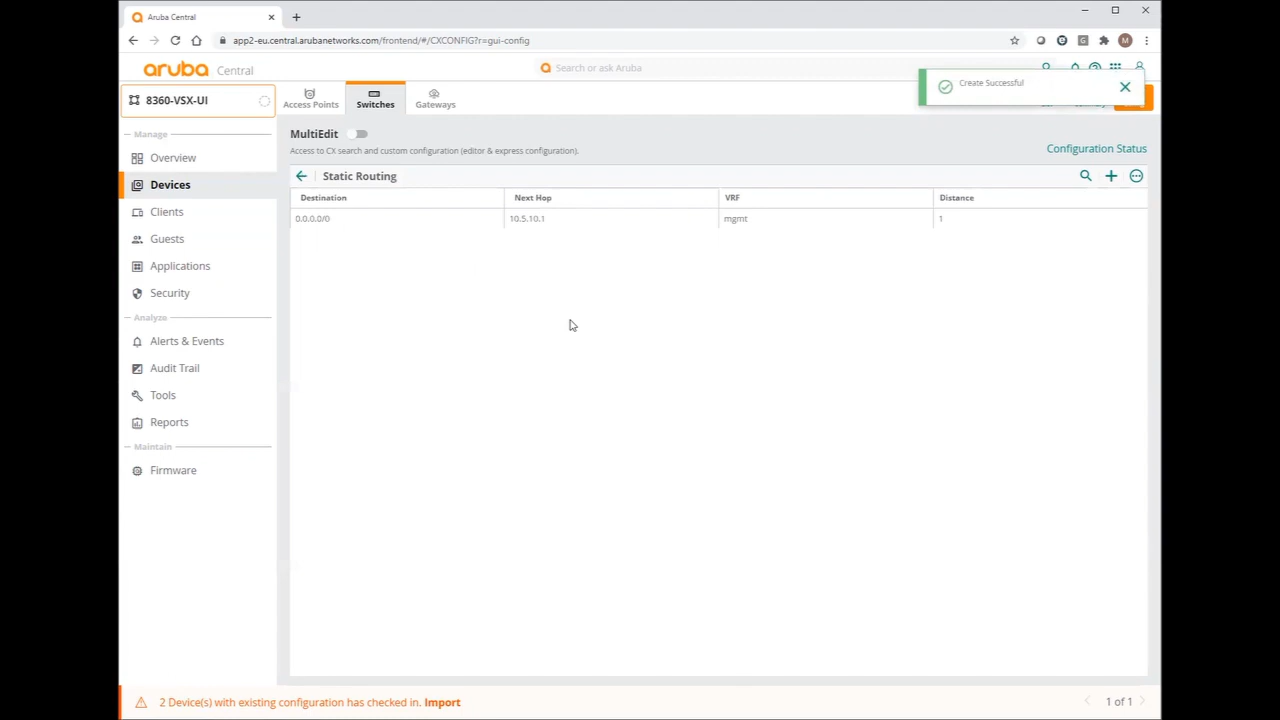 Aruba Central
app2-eu.central.arubanetworks.com/frontend/#/CXCONFIG?r=gui-config
M
aruba Central
Search or ask Aruba
8360-VSX-UI
Access Points
Switches
Gateways
Create Successful
Manage
Overview
Devices
Clients
Guests
Applications
Security
Analyze
Alerts & Events
Audit Trail
Tools
Reports
Maintain
Firmware
MultiEdit
Access to CX search and custom configuration (editor & express configuration).
Configuration Status
Static Routing
Destination Next Hop VRF Distance
0.0.0.0/0 10.5.10.1 mgmt 1
2 Device(s) with existing configuration has checked in. Import
1 of 1